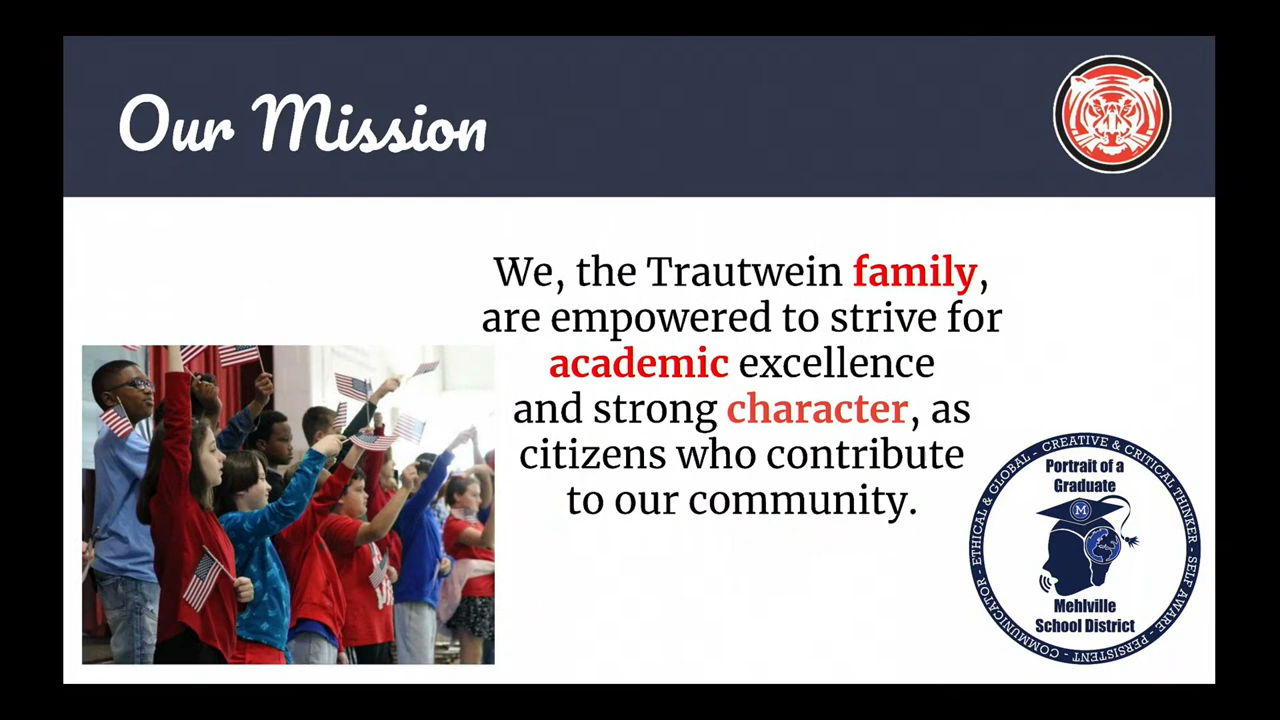 Our Mission
We, the Trautwein family,
are empowered to strive for
academic excellence
and strong character, as
citizens who contribute
to our community.
COMMUNICATOR - ETHICAL & GLOBAL - CREATIVE & CRITICAL THINKER - SELF AWARE - PERSISTENT -
Portrait of a
Graduate
M
Mehlville
School District